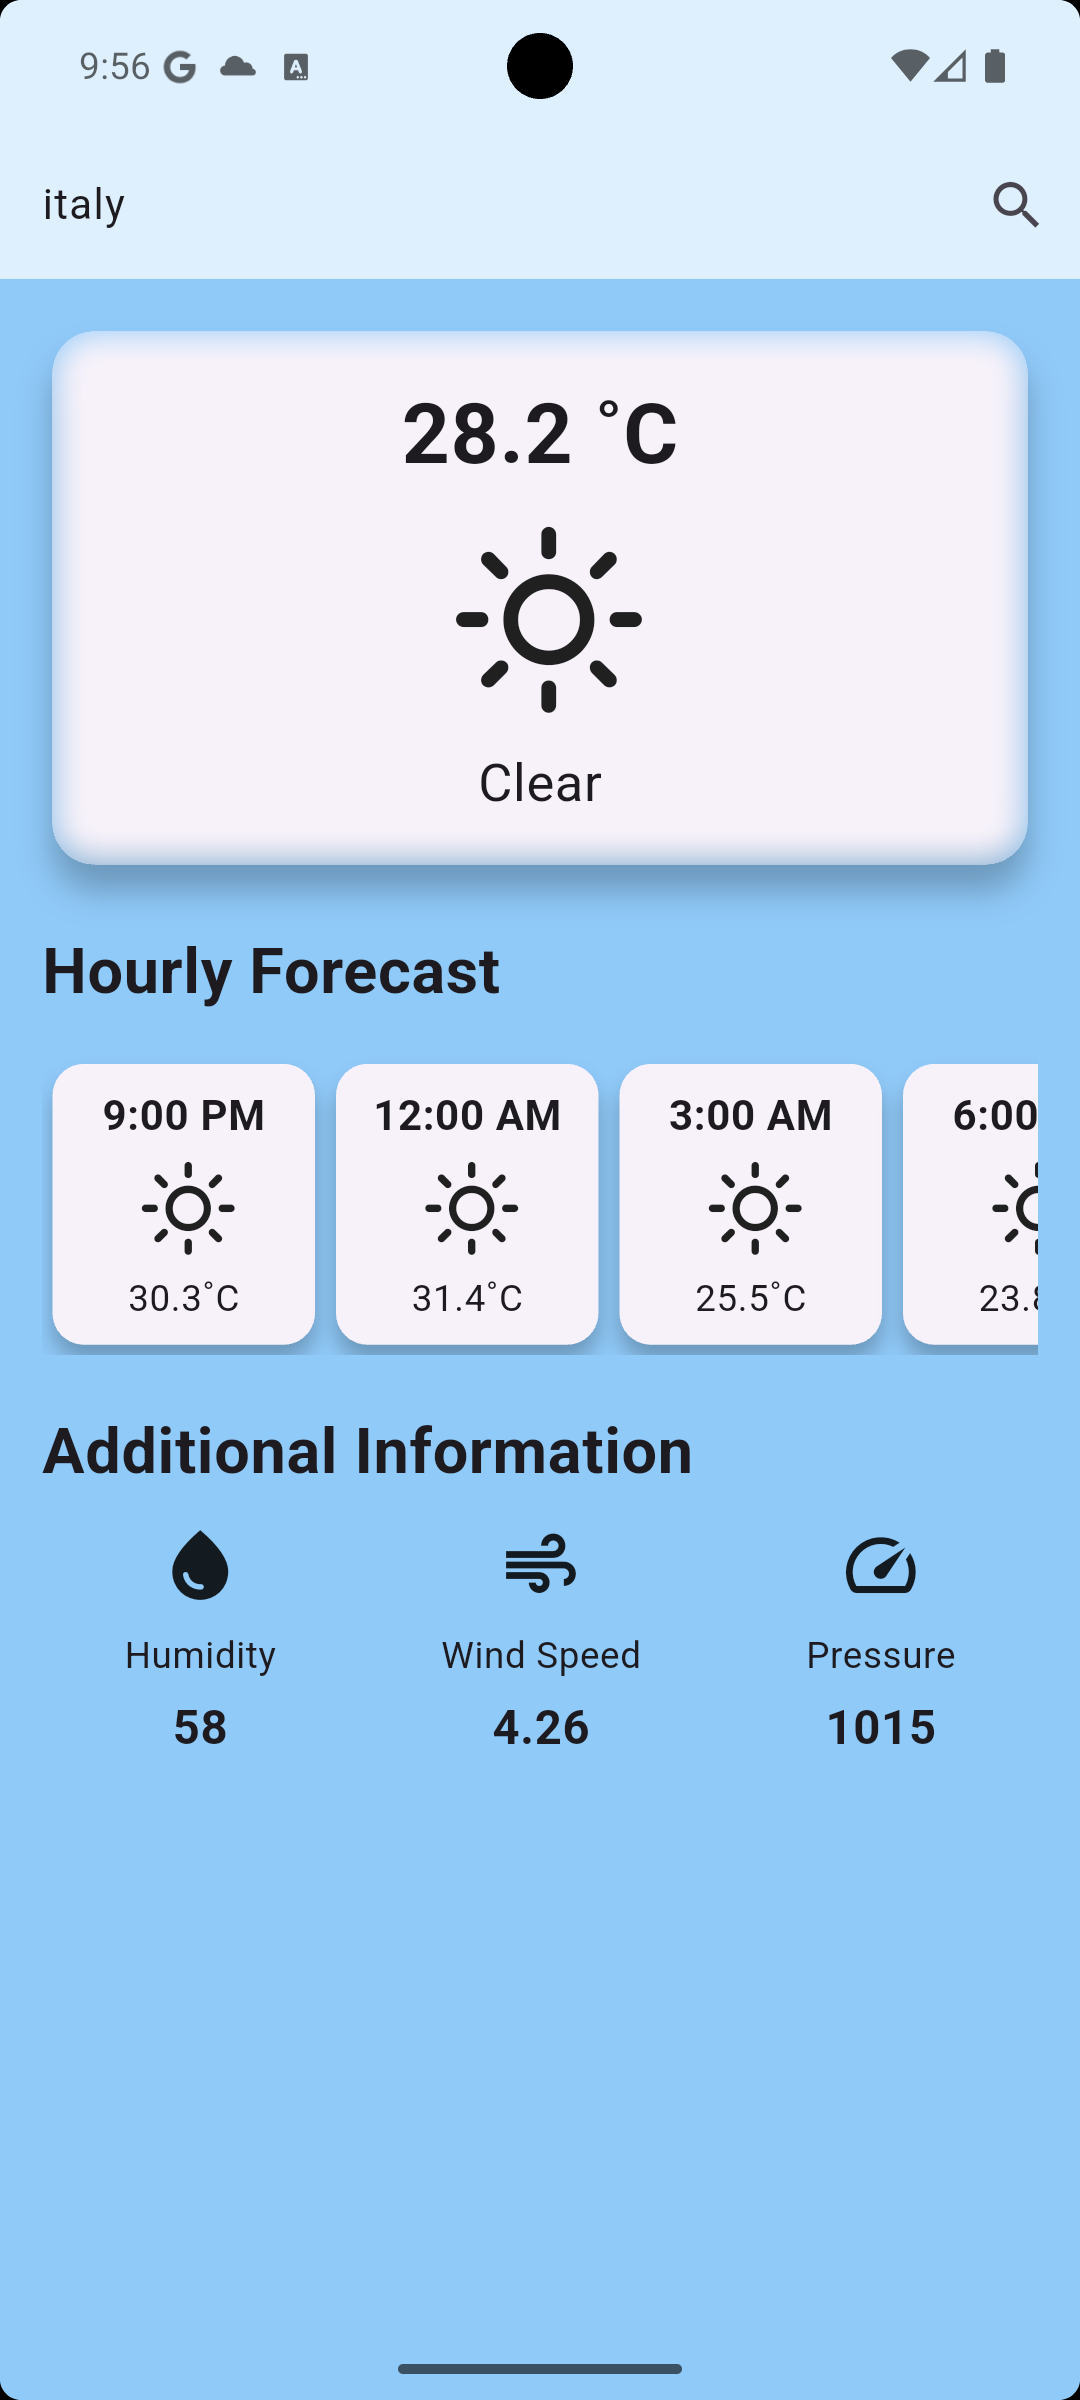 9:56
italy
28.2 °C
Clear
Hourly Forecast
9:00 PM 12:00 AM 3:00 AM 6:00
30.3°C 31.4°C 25.5°C 23.8
Additional Information
Humidity Wind Speed Pressure
58 4.26 1015